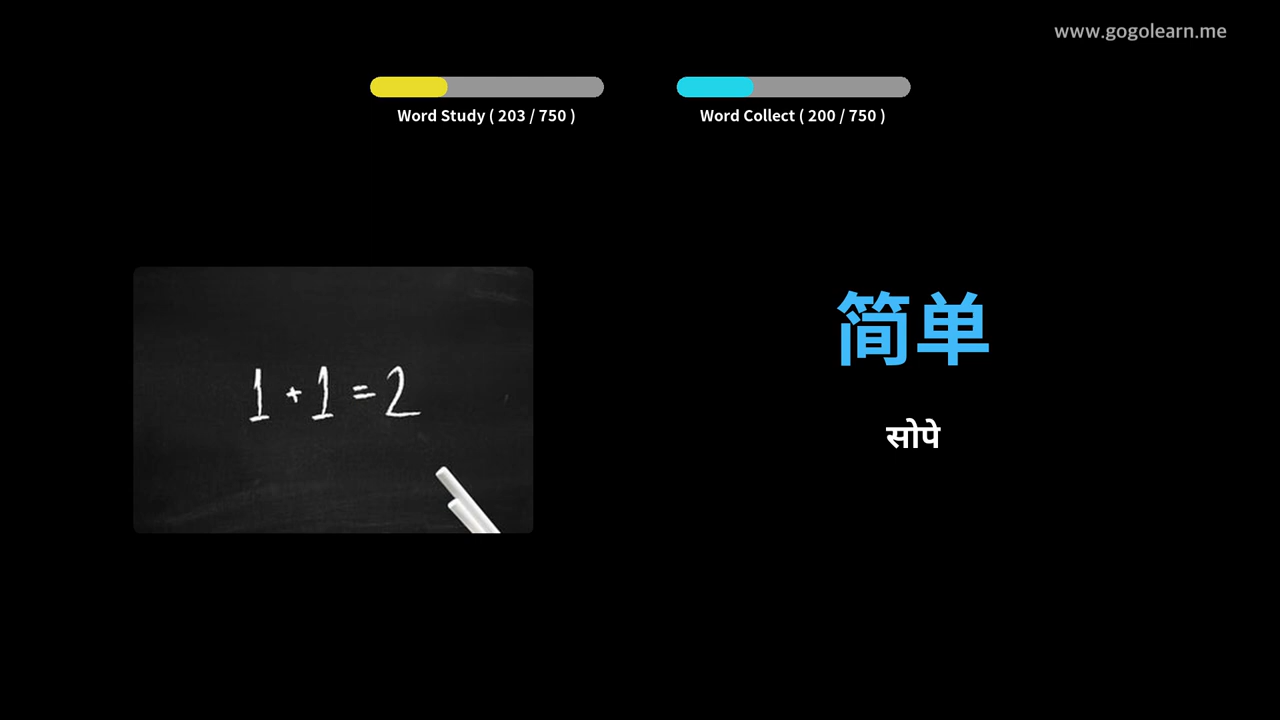 www.gogolearn.me
Word Study ( 203 / 750 )
Word Collect ( 200 / 750 )
1 + 1 = 2
简单
सोपे